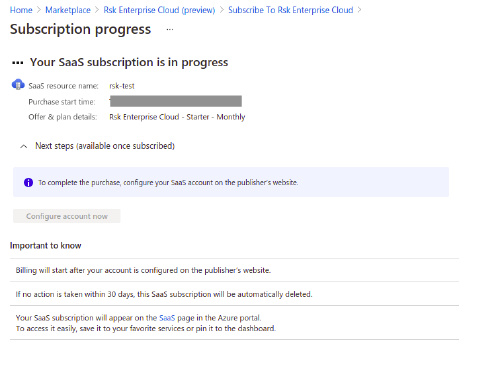 Home > Marketplace > Rsk Enterprise Cloud (preview) > Subscribe To Rsk Enterprise Cloud >
Subscription progress ...
••• Your SaaS subscription is in progress
SaaS resource name: rsk-test
Purchase start time:
Offer & plan details: Rsk Enterprise Cloud - Starter - Monthly
Next steps (available once subscribed)
To complete the purchase, configure your SaaS account on the publisher's website.
Configure account now
Important to know
Billing will start after your account is configured on the publisher's website.
If no action is taken within 30 days, this SaaS subscription will be automatically deleted.
Your SaaS subscription will appear on the SaaS page in the Azure portal.
To access it easily, save it to your favorite services or pin it to the dashboard.